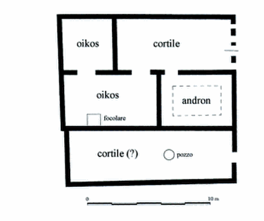 oikos cortile
oikos
andron
focolare
cortile (?) pozzo
0 10 m